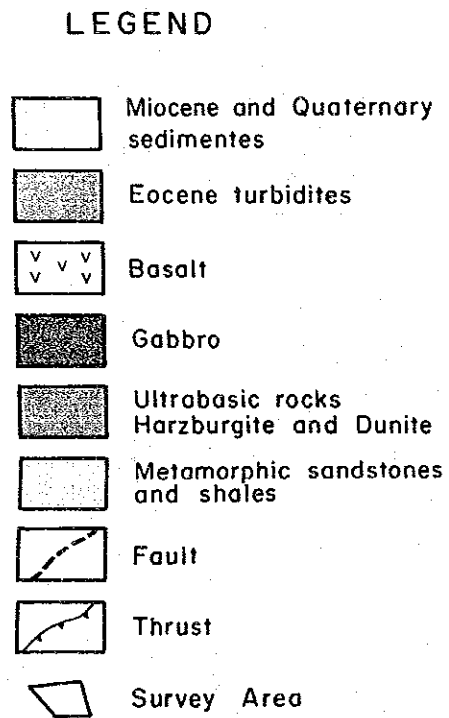 LEGEND
Miocene and Quaternary
sedimentes
Eocene turbidites
Basalt
Gabbro
Ultrabasic rocks
Harzburgite and Dunite
Metamorphic sandstones
and shales
Fault
Thrust
Survey Area